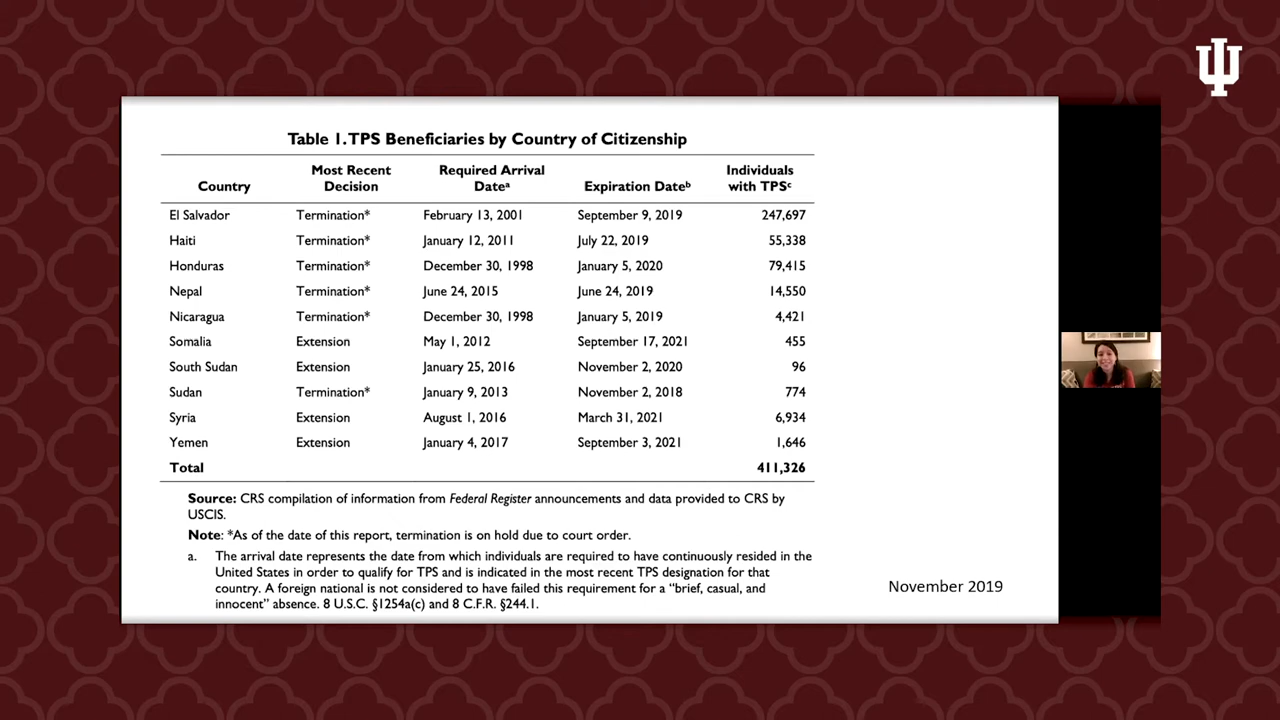 Table 1. TPS Beneficiaries by Country of Citizenship
Country Most Recent Decision Required Arrival Dateᵃ Expiration Dateᵇ Individuals with TPSᶜ
El Salvador Termination* February 13, 2001 September 9, 2019 247,697
Haiti Termination* January 12, 2011 July 22, 2019 55,338
Honduras Termination* December 30, 1998 January 5, 2020 79,415
Nepal Termination* June 24, 2015 June 24, 2019 14,550
Nicaragua Termination* December 30, 1998 January 5, 2019 4,421
Somalia Extension May 1, 2012 September 17, 2021 455
South Sudan Extension January 25, 2016 November 2, 2020 96
Sudan Termination* January 9, 2013 November 2, 2018 774
Syria Extension August 1, 2016 March 31, 2021 6,934
Yemen Extension January 4, 2017 September 3, 2021 1,646
Total 411,326
Source: CRS compilation of information from Federal Register announcements and data provided to CRS by
USCIS.
Note: *As of the date of this report, termination is on hold due to court order.
a. The arrival date represents the date from which individuals are required to have continuously resided in the
United States in order to qualify for TPS and is indicated in the most recent TPS designation for that
country. A foreign national is not considered to have failed this requirement for a “brief, casual, and
innocent” absence. 8 U.S.C. §1254a(c) and 8 C.F.R. §244.1.
November 2019